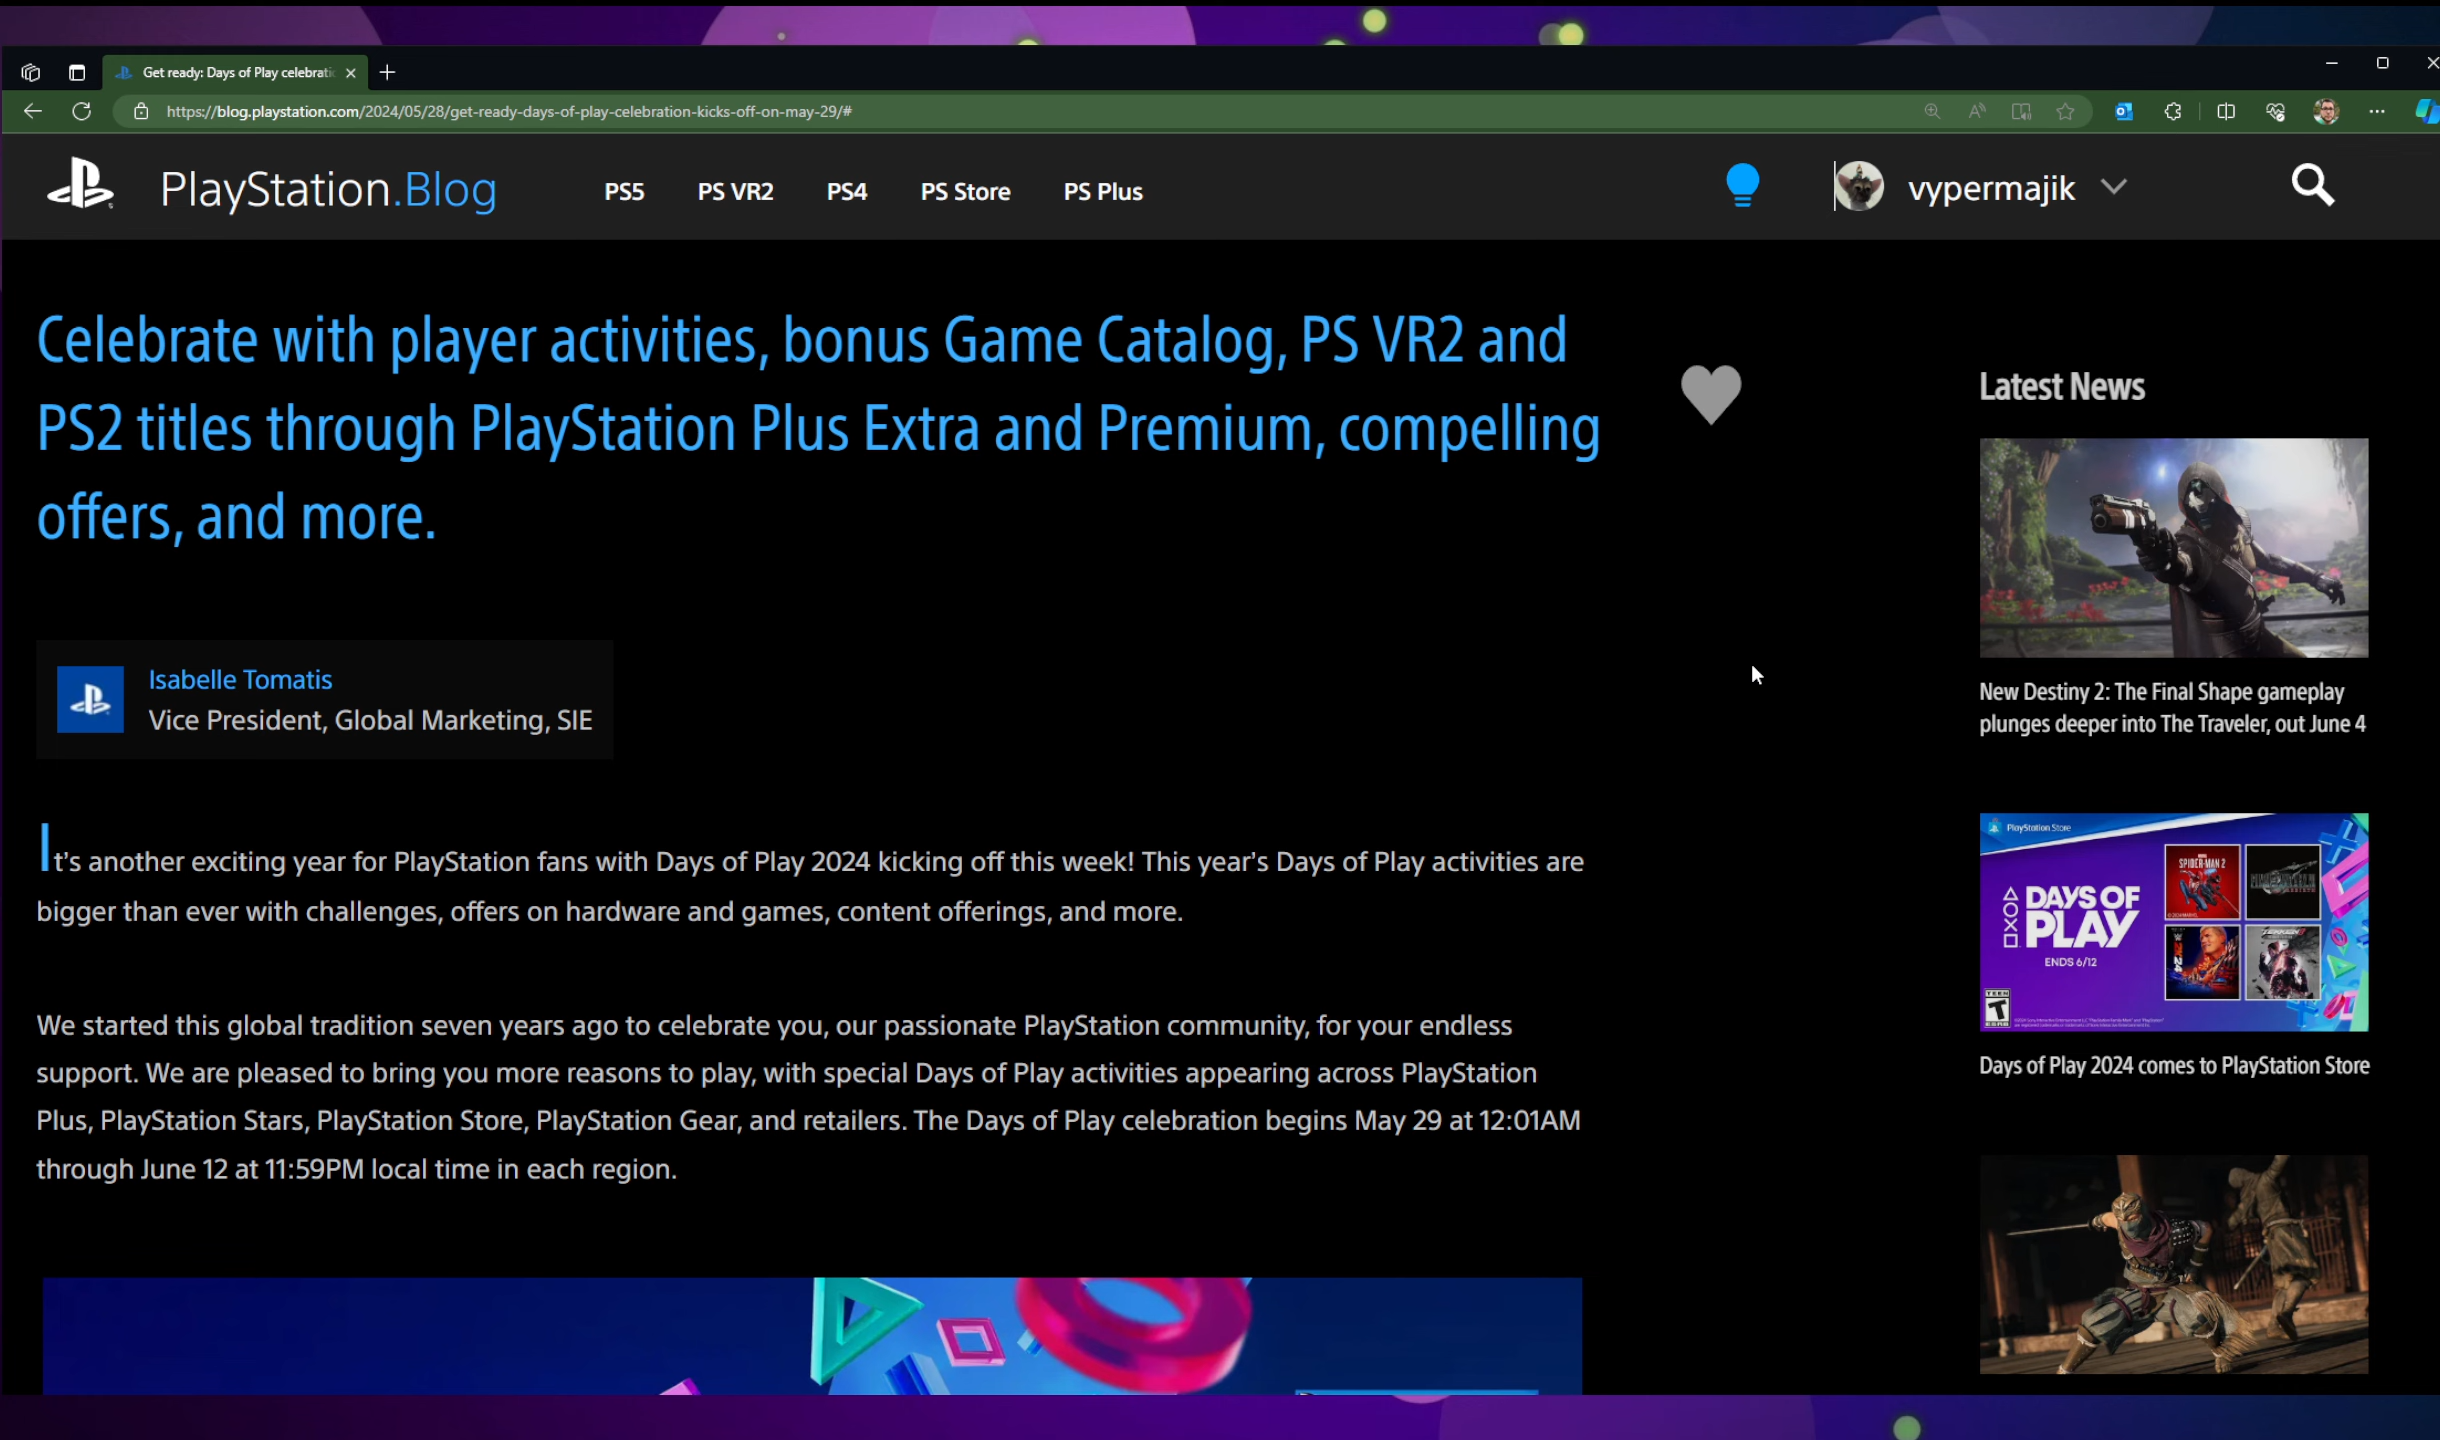 Get ready: Days of Play celebrati
https://blog.playstation.com/2024/05/28/get-ready-days-of-play-celebration-kicks-off-on-may-29/#
PlayStation.Blog
PS5
PS VR2
PS4
PS Store
PS Plus
vypermajik
Celebrate with player activities, bonus Game Catalog, PS VR2 and
PS2 titles through PlayStation Plus Extra and Premium, compelling
offers, and more.
Isabelle Tomatis
Vice President, Global Marketing, SIE
It's another exciting year for PlayStation fans with Days of Play 2024 kicking off this week! This year's Days of Play activities are
bigger than ever with challenges, offers on hardware and games, content offerings, and more.
We started this global tradition seven years ago to celebrate you, our passionate PlayStation community, for your endless
support. We are pleased to bring you more reasons to play, with special Days of Play activities appearing across PlayStation
Plus, PlayStation Stars, PlayStation Store, PlayStation Gear, and retailers. The Days of Play celebration begins May 29 at 12:01AM
through June 12 at 11:59PM local time in each region.
Latest News
New Destiny 2: The Final Shape gameplay
plunges deeper into The Traveler, out June 4
PlayStation Store
DAYS OF
PLAY
ENDS 6/12
SPIDER-MAN 2
2K24
TEKKEN 8
TEEN
T
Days of Play 2024 comes to PlayStation Store